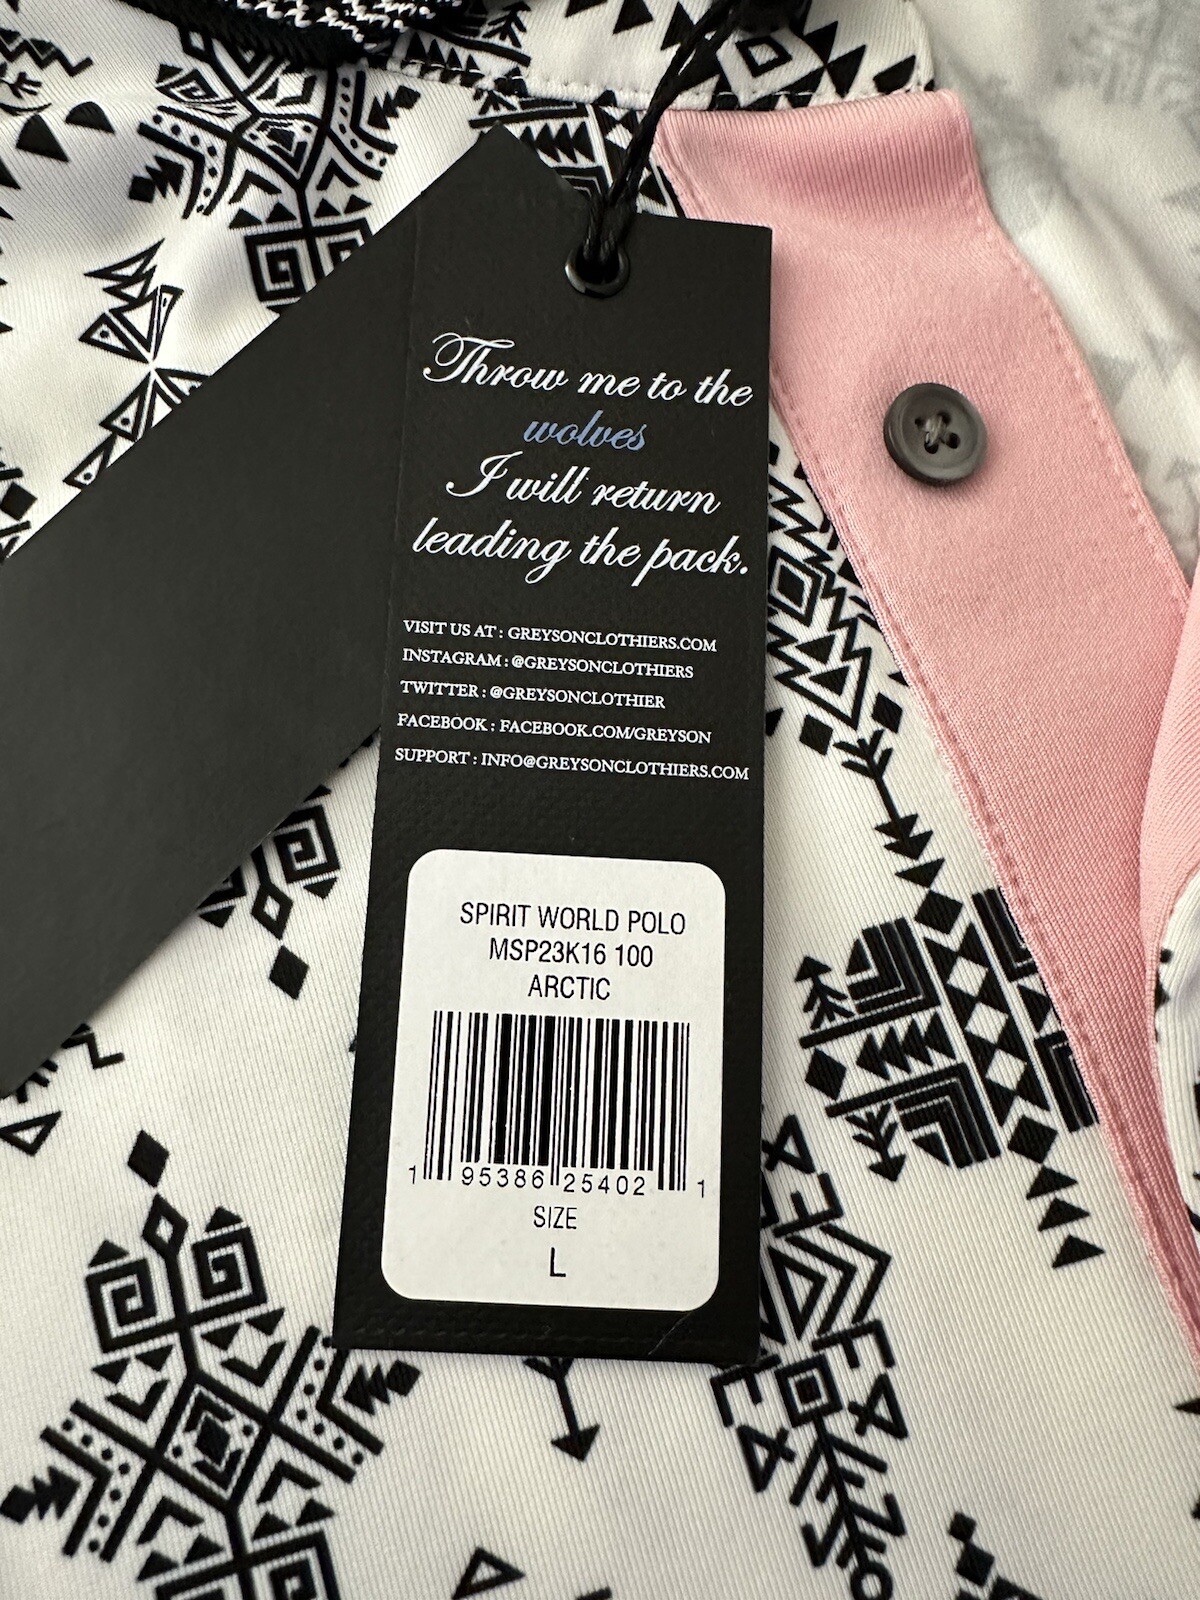 Throw me to the
wolves
I will return
leading the pack.
VISIT US AT : GREYSONCLOTHIERS.COM
INSTAGRAM : @GREYSONCLOTHIERS
TWITTER : @GREYSONCLOTHIER
FACEBOOK : FACEBOOK.COM/GREYSON
SUPPORT : INFO@GREYSONCLOTHIERS.COM
SPIRIT WORLD POLO
MSP23K16 100
ARCTIC
1 95386 25402 1
SIZE
L